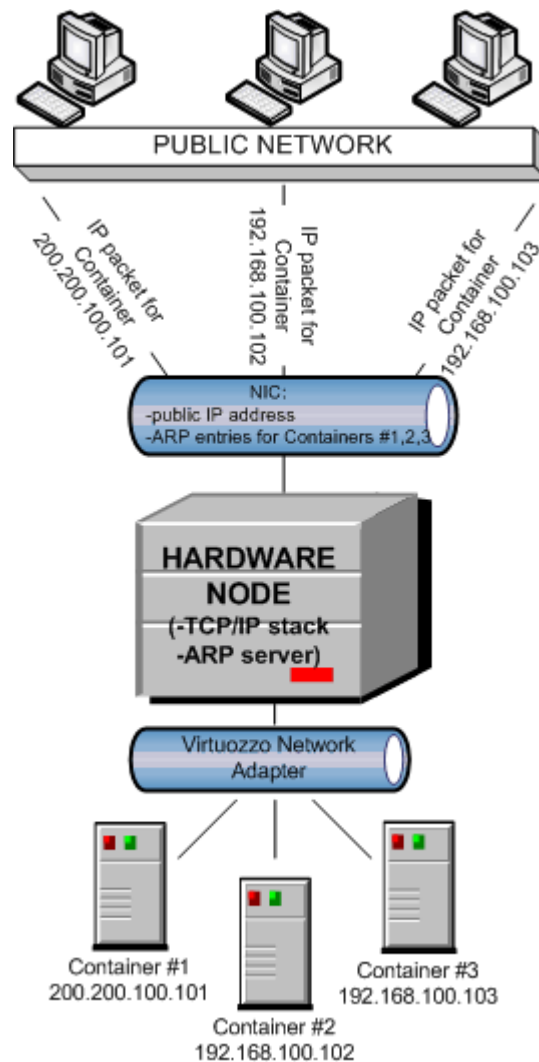 PUBLIC NETWORK
IP packet for
Container
200.200.100.101
IP packet for
Container
192.168.100.102
IP packet for
Container
192.168.100.103
NIC:
-public IP address
-ARP entries for Containers #1,2,3
HARDWARE
NODE
(-TCP/IP stack
-ARP server)
Virtuozzo Network
Adapter
Container #1
200.200.100.101
Container #2
192.168.100.102
Container #3
192.168.100.103